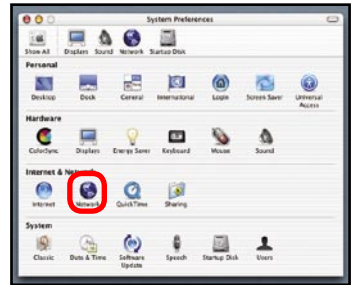 System Preferences
Show All Displays Sound Network Startup Disk
Personal
Desktop Dock General International Login Screen Saver Universal Access
Hardware
ColorSync Displays Energy Saver Keyboard Mouse Sound
Internet & Network
Internet Network QuickTime Sharing
System
Classic Date & Time Software Update Speech Startup Disk Users